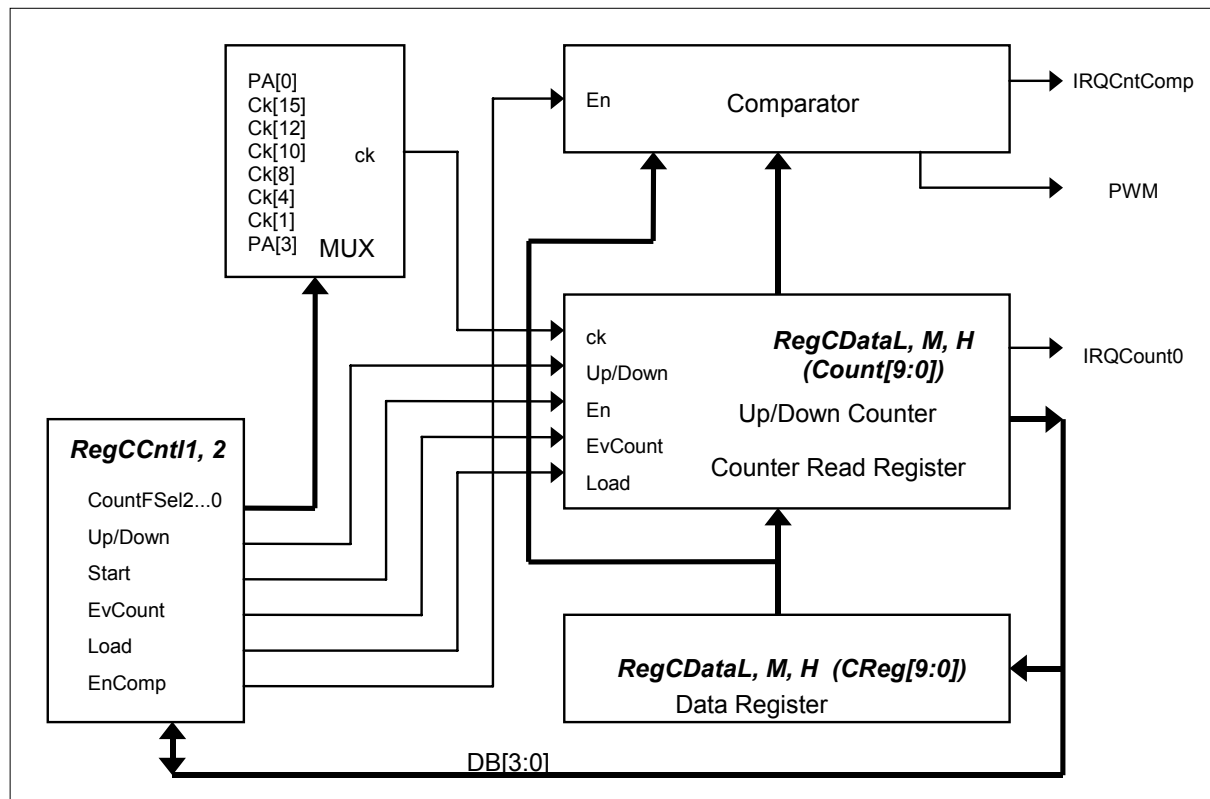 PA[0]
Ck[15]
Ck[12]
Ck[10]
Ck[8]
Ck[4]
Ck[1]
PA[3]
ck
MUX
En
Comparator
IRQCntComp
PWM
ck
Up/Down
En
EvCount
Load
RegCDataL, M, H
(Count[9:0])
Up/Down Counter
Counter Read Register
IRQCount0
RegCCntl1, 2
CountFSel2...0
Up/Down
Start
EvCount
Load
EnComp
RegCDataL, M, H (CReg[9:0])
Data Register
DB[3:0]